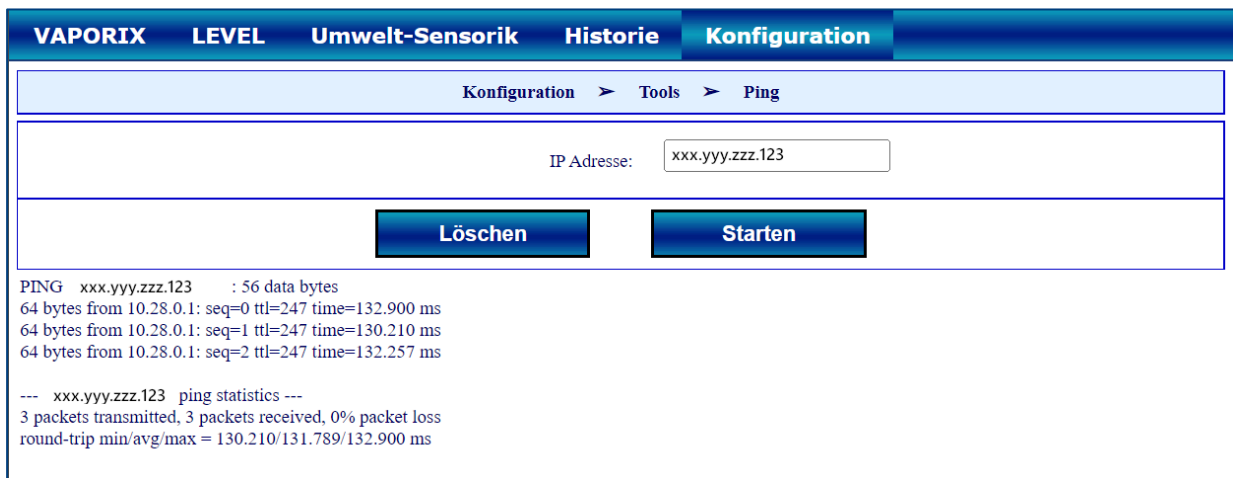 VAPORIX LEVEL Umwelt-Sensorik Historie Konfiguration
Konfiguration ➢ Tools ➢ Ping
IP Adresse: xxx.yyy.zzz.123
Löschen Starten
PING xxx.yyy.zzz.123 : 56 data bytes
64 bytes from 10.28.0.1: seq=0 ttl=247 time=132.900 ms
64 bytes from 10.28.0.1: seq=1 ttl=247 time=130.210 ms
64 bytes from 10.28.0.1: seq=2 ttl=247 time=132.257 ms
--- xxx.yyy.zzz.123 ping statistics ---
3 packets transmitted, 3 packets received, 0% packet loss
round-trip min/avg/max = 130.210/131.789/132.900 ms